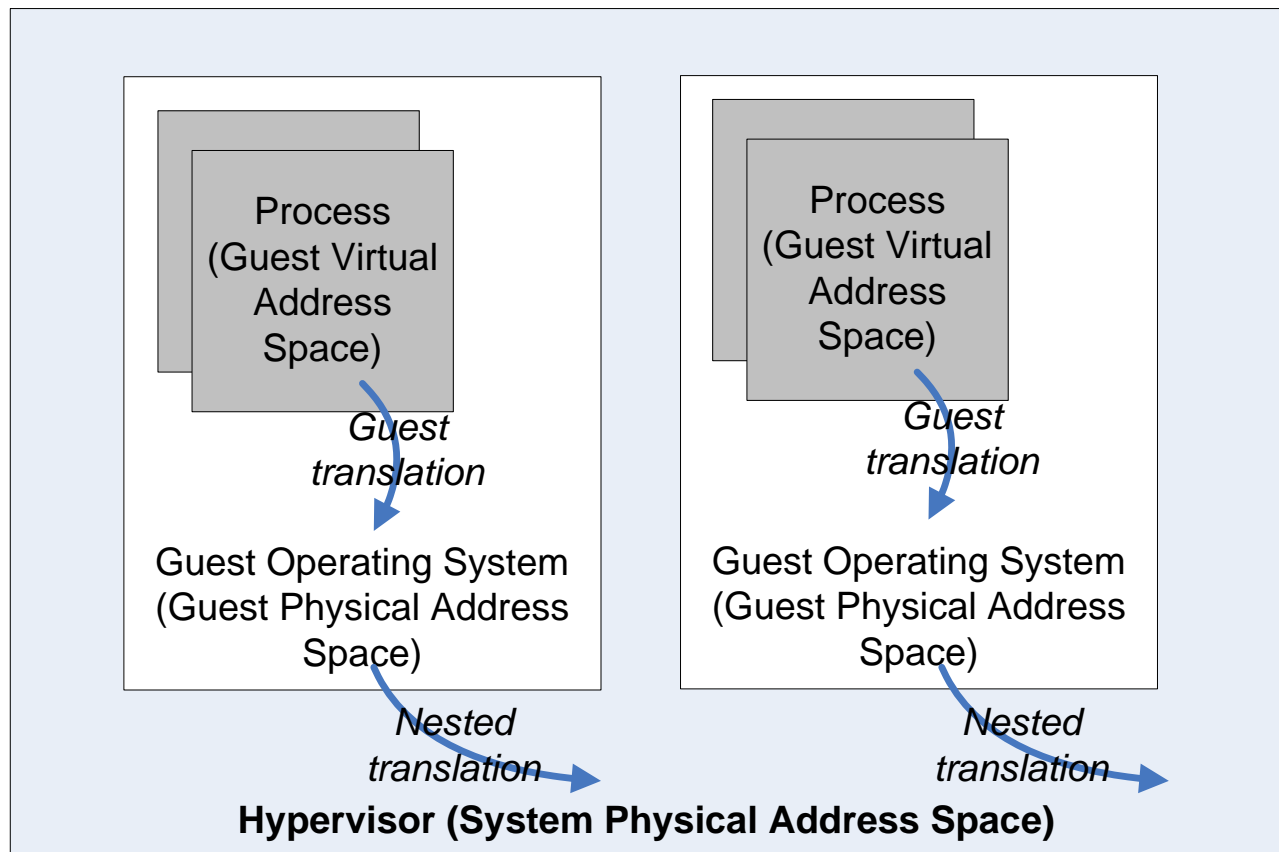 Process
(Guest Virtual
Address
Space)
Guest
translation
Guest Operating System
(Guest Physical Address
Space)
Nested
translation
Process
(Guest Virtual
Address
Space)
Guest
translation
Guest Operating System
(Guest Physical Address
Space)
Nested
translation
Hypervisor (System Physical Address Space)